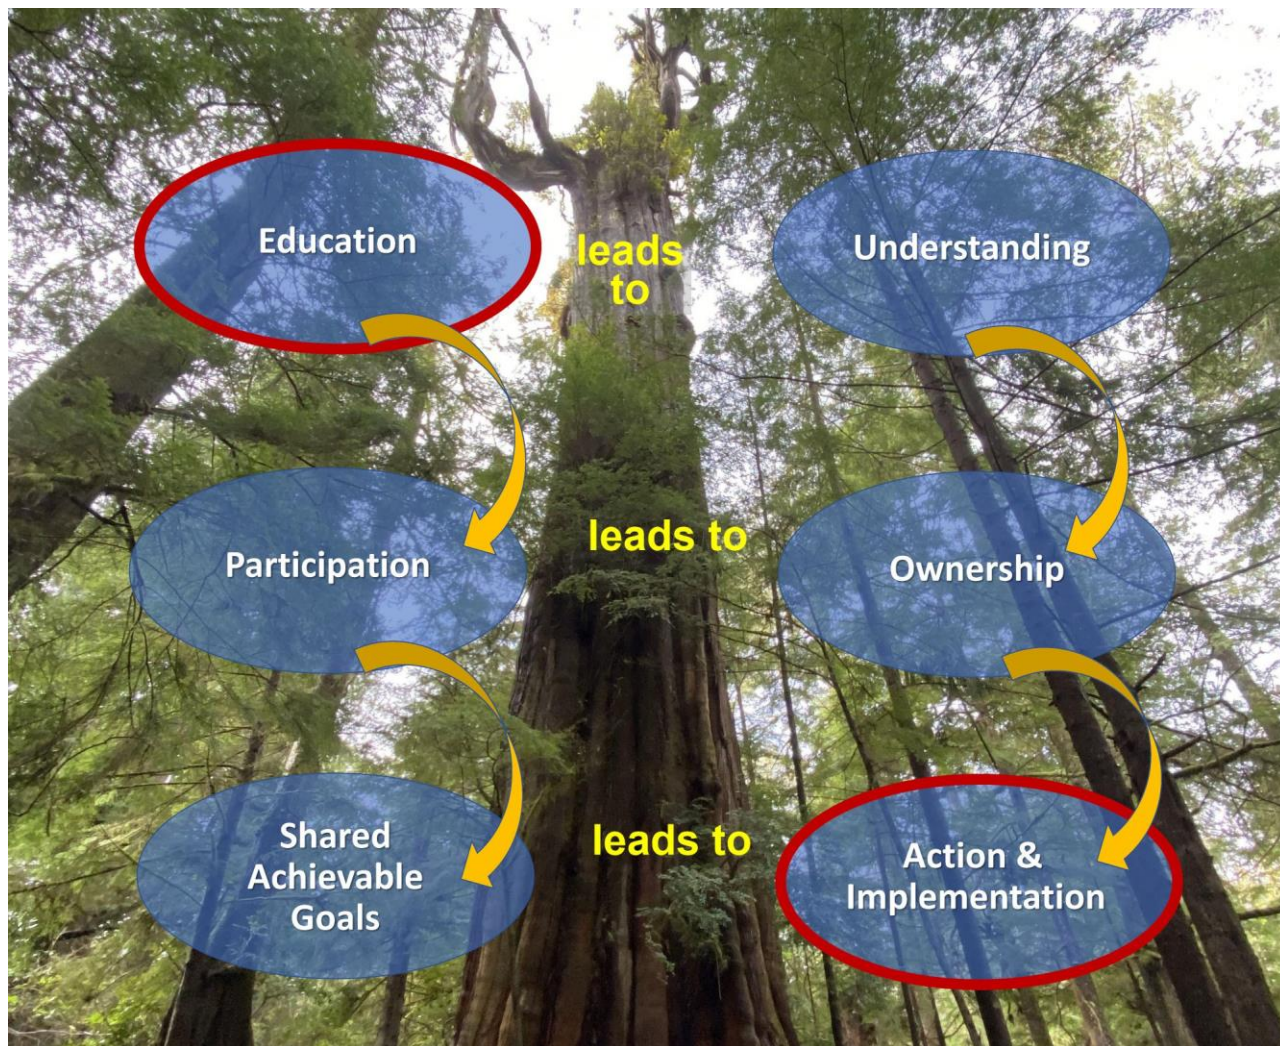 Education
leads
to
Understanding
Participation
leads to
Ownership
Shared
Achievable
Goals
leads to
Action &
Implementation